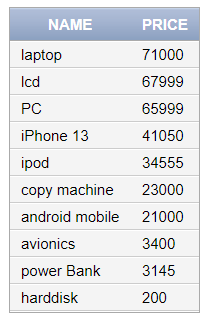 NAME PRICE
laptop 71000
lcd 67999
PC 65999
iPhone 13 41050
ipod 34555
copy machine 23000
android mobile 21000
avionics 3400
power Bank 3145
harddisk 200